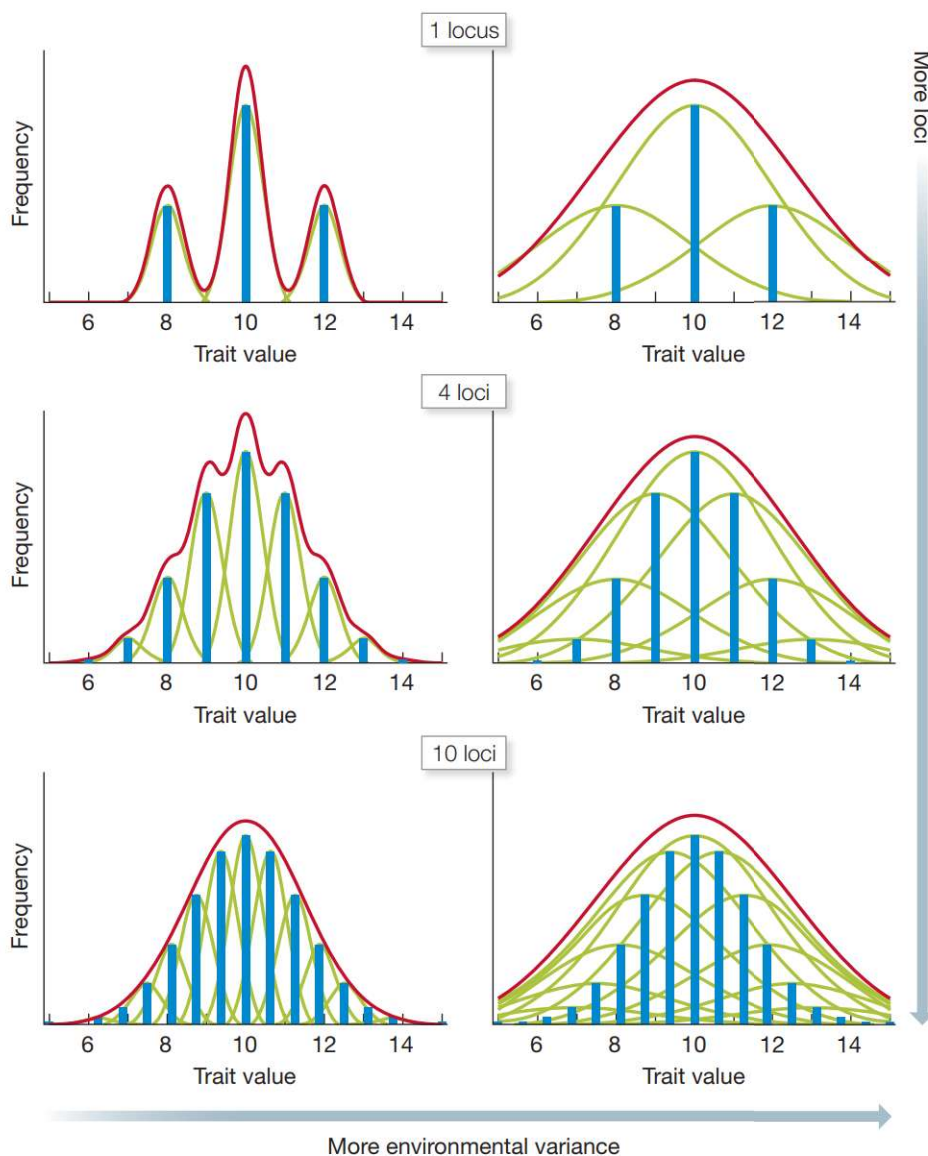 1 locus
More loci
Frequency
6 8 10 12 14
Trait value
6 8 10 12 14
Trait value
4 loci
Frequency
6 8 10 12 14
Trait value
6 8 10 12 14
Trait value
10 loci
Frequency
6 8 10 12 14
Trait value
6 8 10 12 14
Trait value
More environmental variance